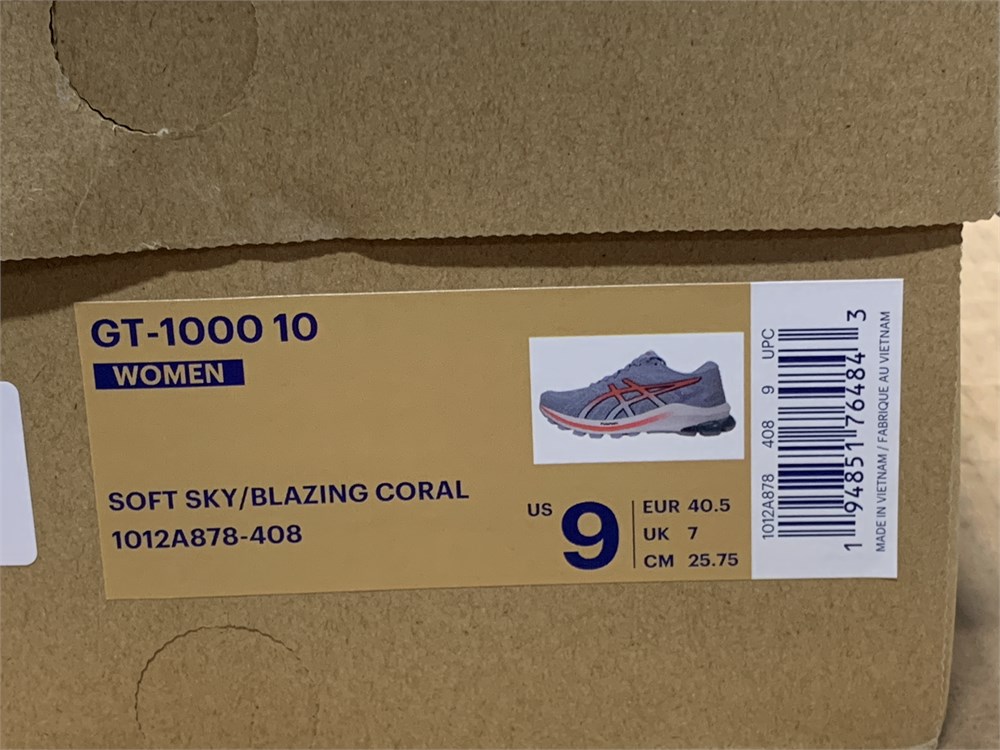 GT-1000 10
WOMEN
SOFT SKY/BLAZING CORAL
1012A878-408
US 9
EUR 40.5
UK 7
CM 25.75
1012A878 408 9 UPC
1 94851 76484 3
MADE IN VIETNAM / FABRIQUE AU VIETNAM